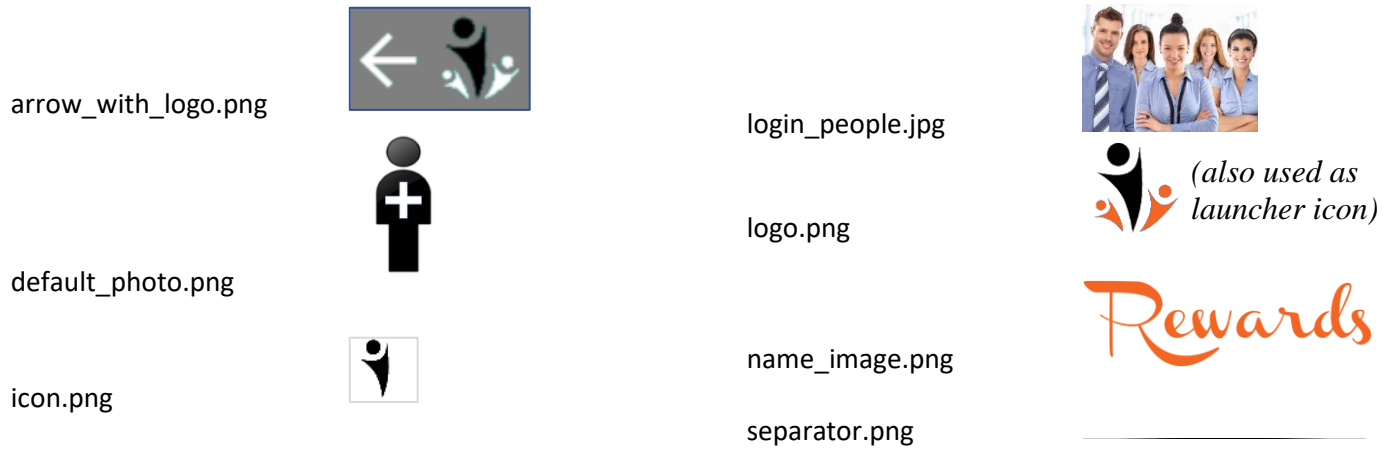 arrow_with_logo.png
default_photo.png
icon.png
login_people.jpg
(also used as
launcher icon)
logo.png
Rewards
name_image.png
separator.png